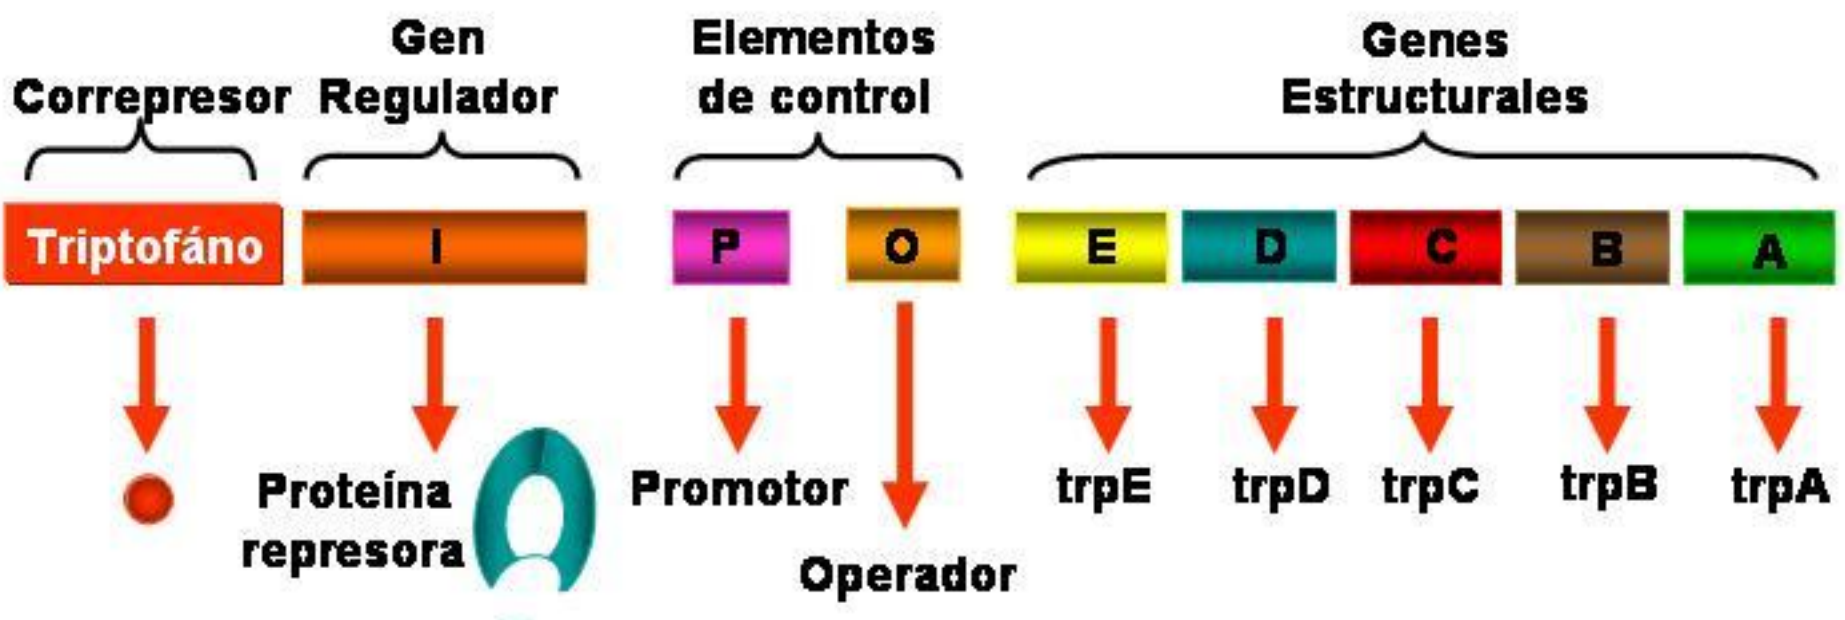 Correpresor
Gen
Regulador
Elementos
de control
Genes
Estructurales
Triptofáno
I
P
O
E
D
C
B
A
Proteína
represora
Promotor
Operador
trpE
trpD
trpC
trpB
trpA